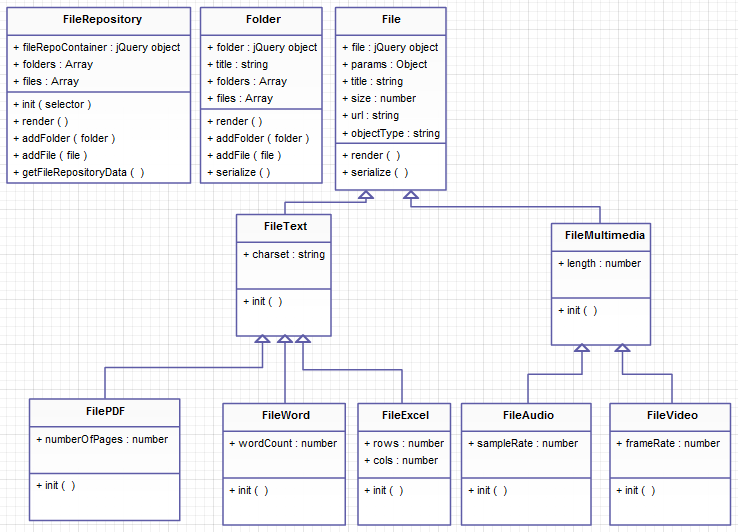 FileRepository
+ fileRepoContainer : jQuery object
+ folders : Array
+ files : Array
+ init ( selector )
+ render ( )
+ addFolder ( folder )
+ addFile ( file )
+ getFileRepositoryData (  )
Folder
+ folder : jQuery object
+ title : string
+ folders : Array
+ files : Array
+ render ( )
+ addFolder ( folder )
+ addFile ( file )
+ serialize ( )
File
+ file : jQuery object
+ params : Object
+ title : string
+ size : number
+ url : string
+ objectType : string
+ render (  )
+ serialize (  )
FileText
+ charset : string
+ init (  )
FileMultimedia
+ length : number
+ init (  )
FilePDF
+ numberOfPages : number
+ init (  )
FileWord
+ wordCount : number
+ init (  )
FileExcel
+ rows : number
+ cols : number
+ init (  )
FileAudio
+ sampleRate : number
+ init (  )
FileVideo
+ frameRate : number
+ init (  )